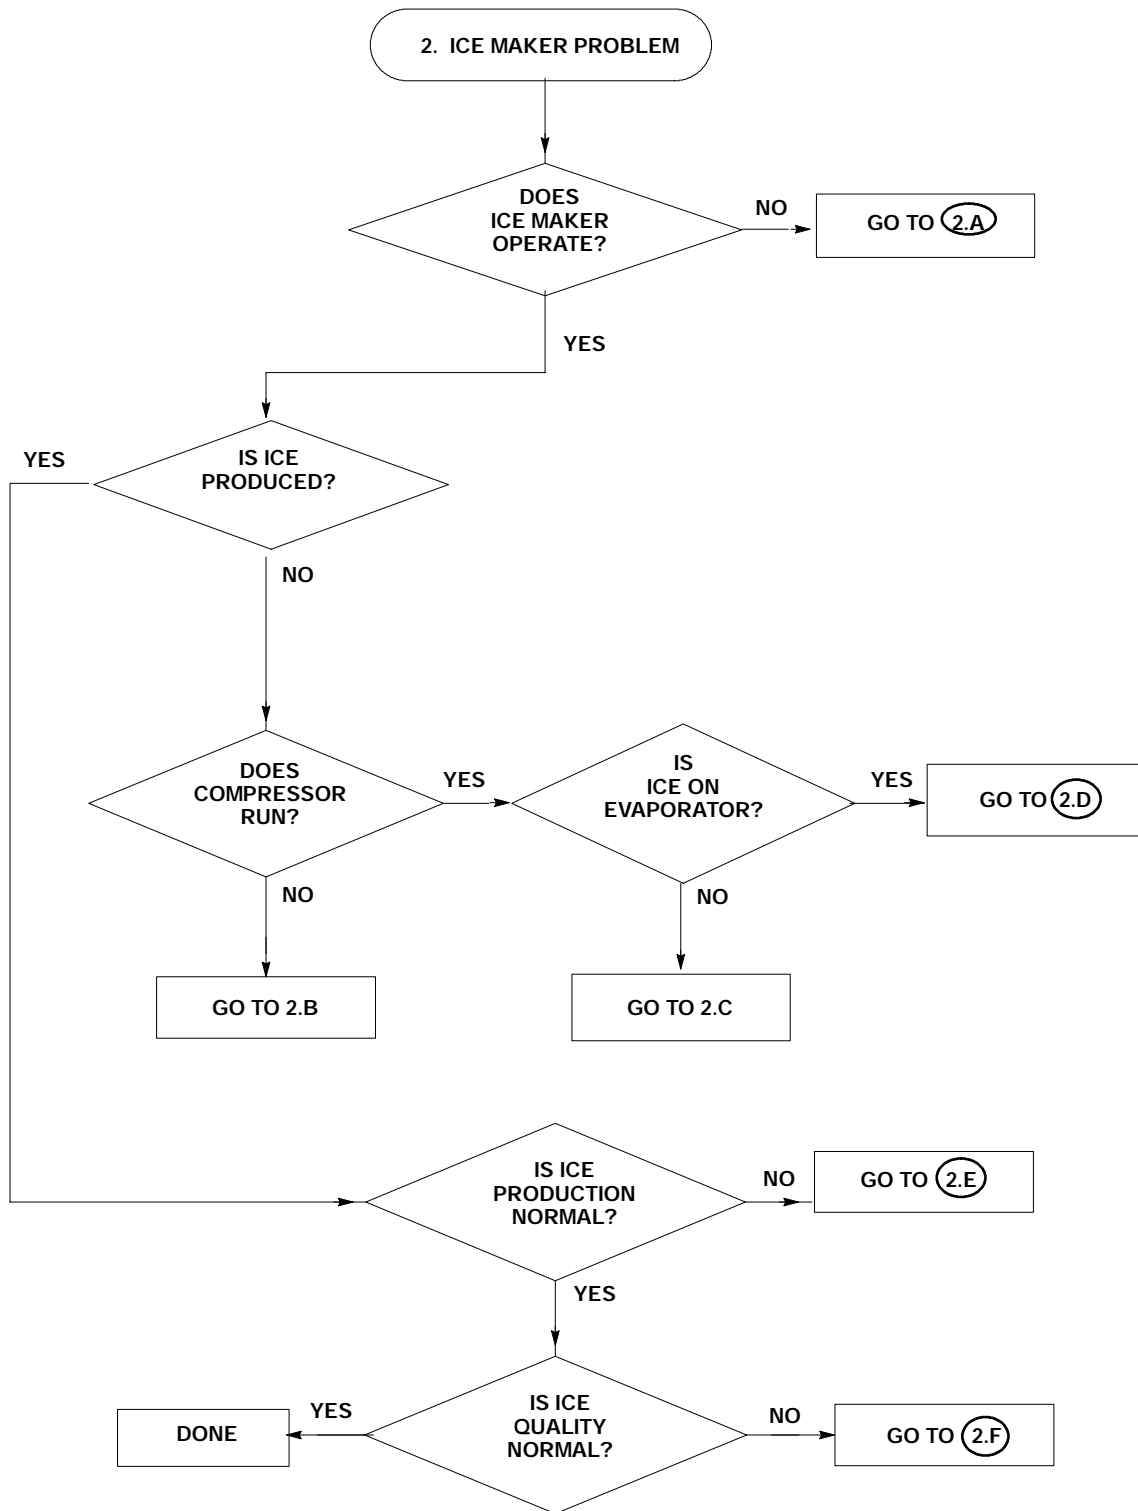 2. ICE MAKER PROBLEM
DOES
ICE MAKER
OPERATE?
NO
GO TO 2.A
YES
YES
IS ICE
PRODUCED?
NO
DOES
COMPRESSOR
RUN?
YES
IS
ICE ON
EVAPORATOR?
YES
GO TO 2.D
NO
NO
GO TO 2.B
GO TO 2.C
IS ICE
PRODUCTION
NORMAL?
NO
GO TO 2.E
YES
IS ICE
QUALITY
NORMAL?
YES
DONE
NO
GO TO 2.F